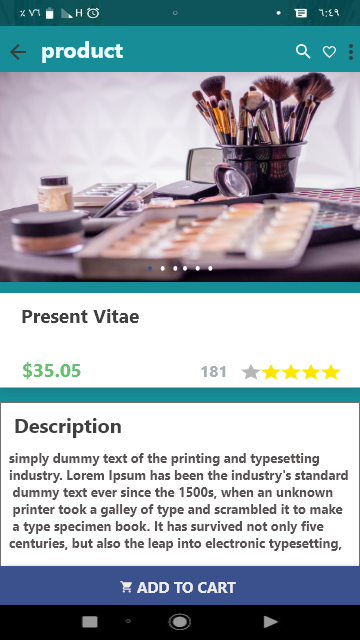 ٪ ٧٦ H ٦:٤٩
product
Present Vitae
$35.05 181
Description
simply dummy text of the printing and typesetting
industry. Lorem Ipsum has been the industry's standard
dummy text ever since the 1500s, when an unknown
printer took a galley of type and scrambled it to make
a type specimen book. It has survived not only five
centuries, but also the leap into electronic typesetting,
ADD TO CART